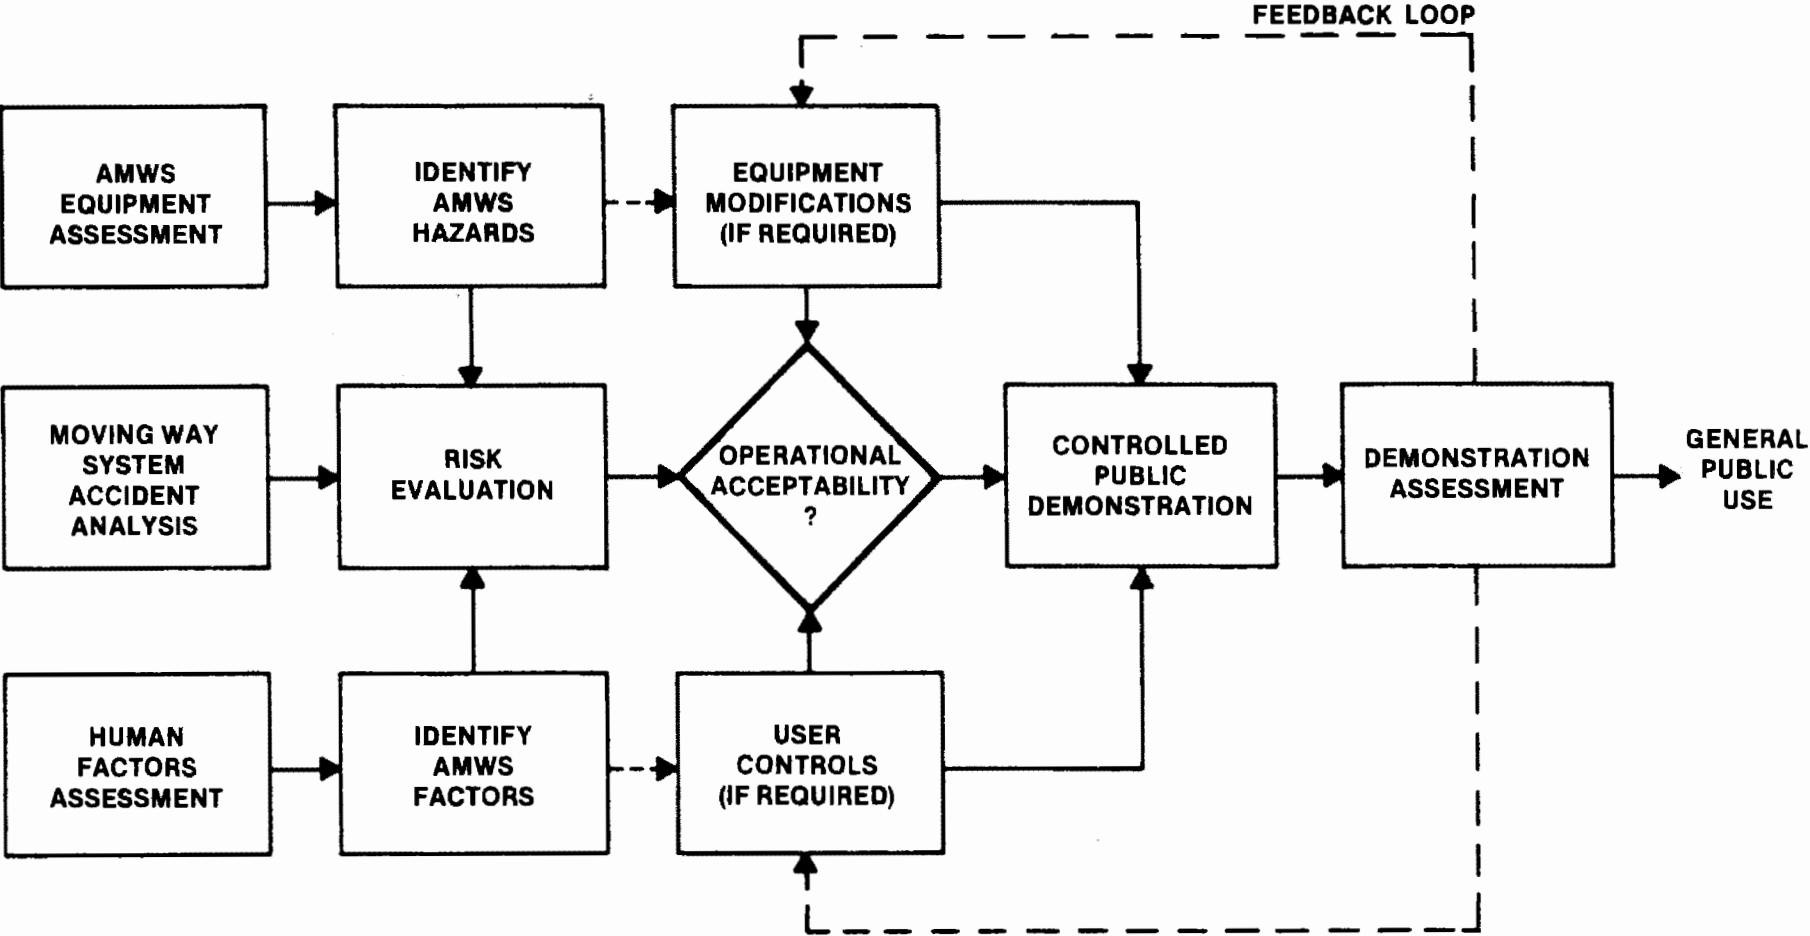 FEEDBACK LOOP
AMWS
EQUIPMENT
ASSESSMENT
IDENTIFY
AMWS
HAZARDS
EQUIPMENT
MODIFICATIONS
(IF REQUIRED)
MOVING WAY
SYSTEM
ACCIDENT
ANALYSIS
RISK
EVALUATION
OPERATIONAL
ACCEPTABILITY
?
CONTROLLED
PUBLIC
DEMONSTRATION
DEMONSTRATION
ASSESSMENT
GENERAL
PUBLIC
USE
HUMAN
FACTORS
ASSESSMENT
IDENTIFY
AMWS
FACTORS
USER
CONTROLS
(IF REQUIRED)